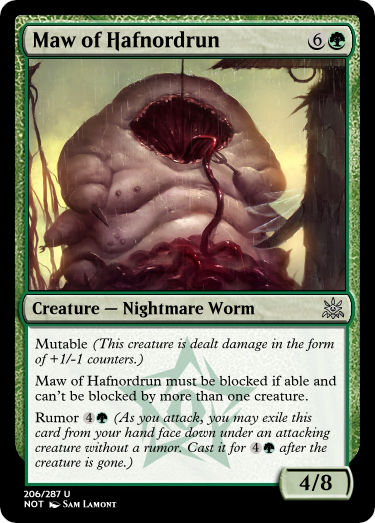 Maw of Hafnordrun 6
Creature — Nightmare Worm
Mutable (This creature is dealt damage in the form
of +1/-1 counters.)
Maw of Hafnordrun must be blocked if able and
can't be blocked by more than one creature.
Rumor 4 (As you attack, you may exile this
card from your hand face down under an attacking
creature without a rumor. Cast it for 4 after the
creature is gone.)
4/8
206/287 U
NOT Sam Lamont